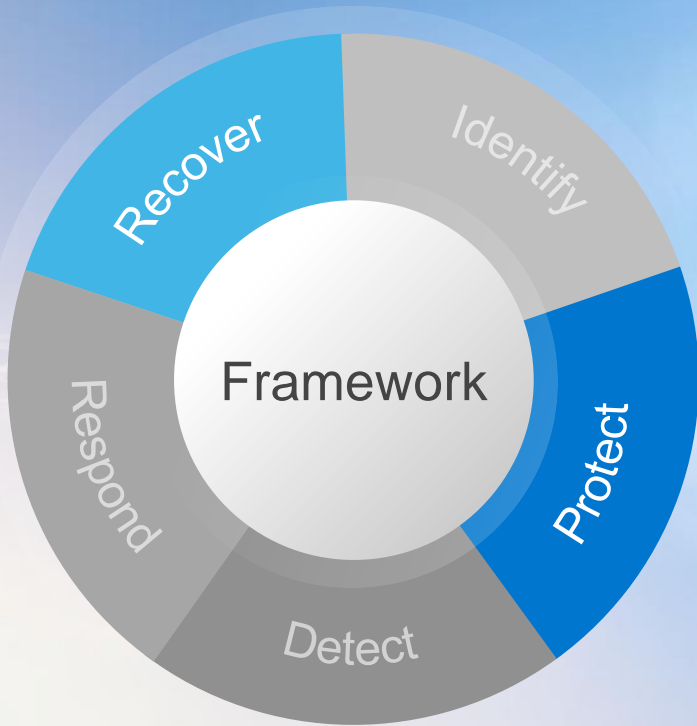 Identify
Protect
Detect
Respond
Recover
Framework